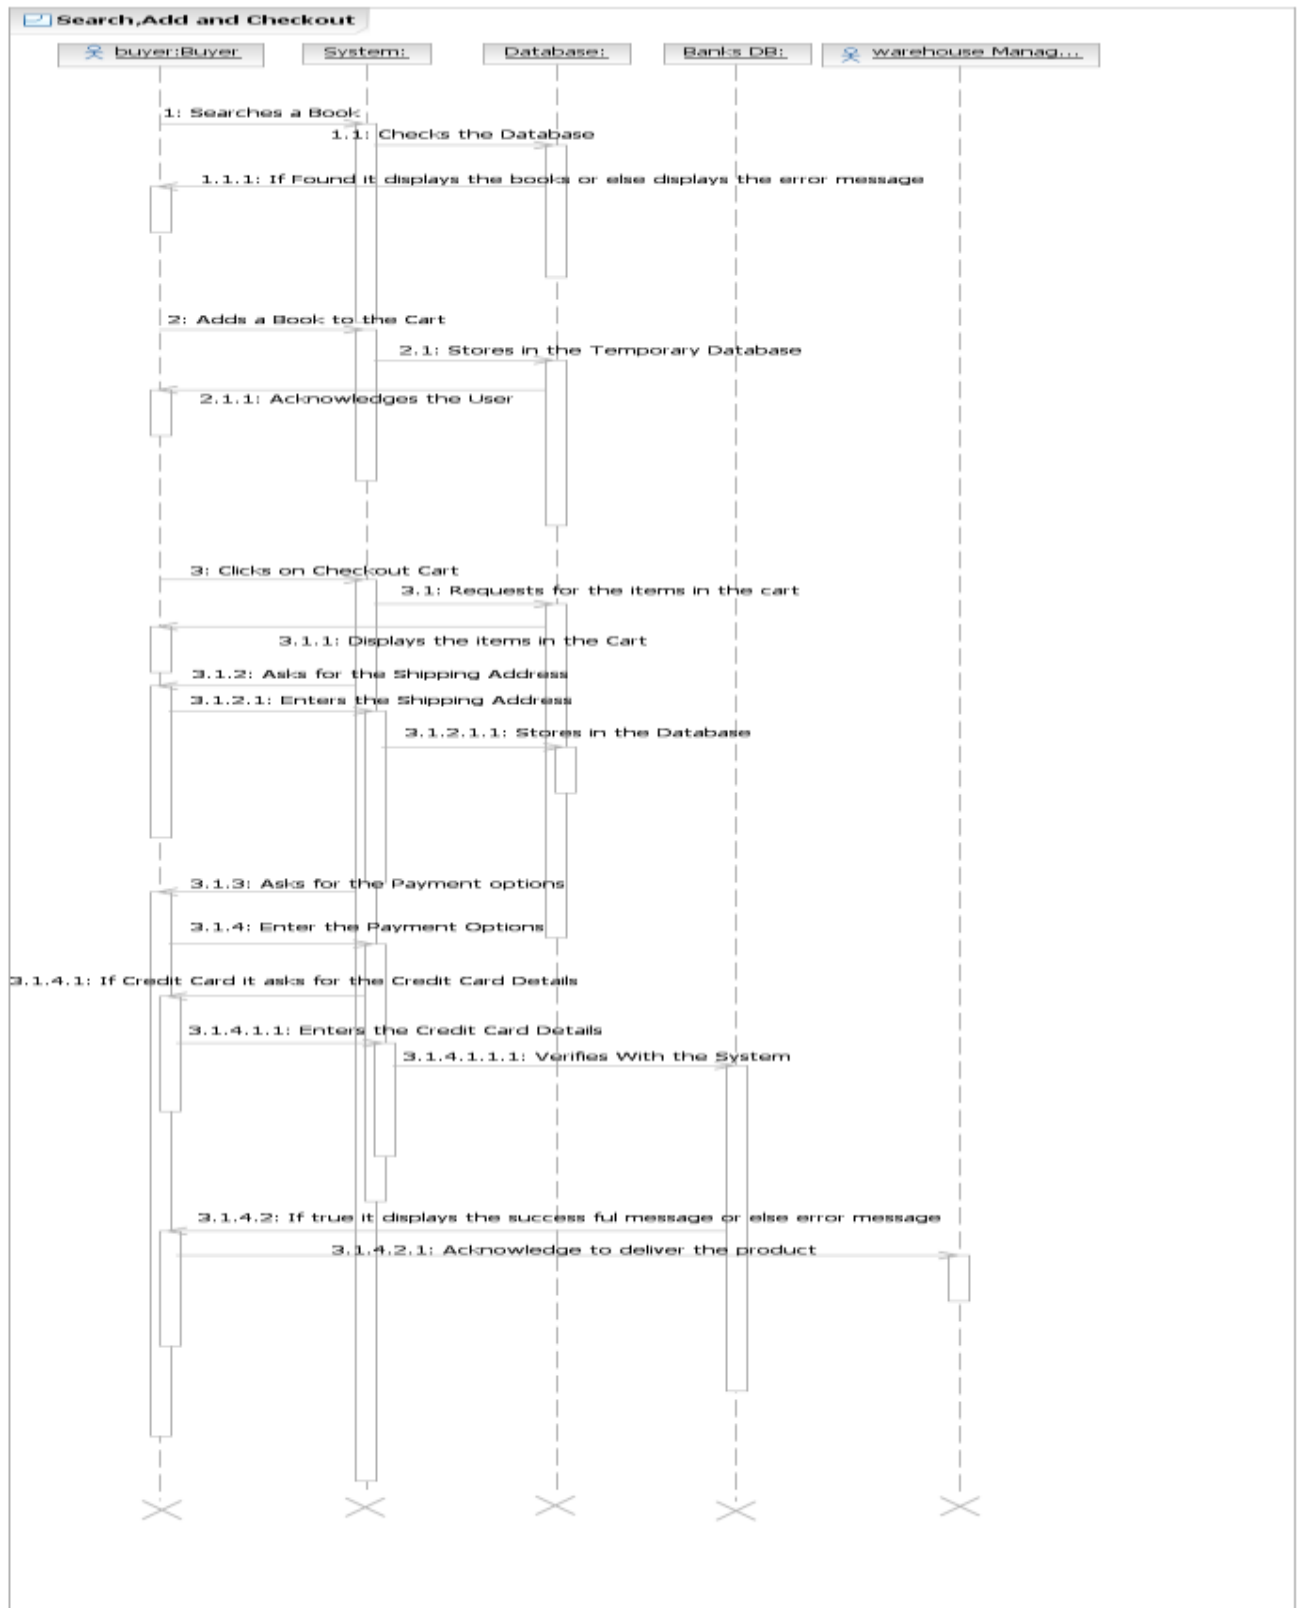 Search,Add and Checkout
buyer:Buyer
System:
Database:
Banks DB:
warehouse Manag...
1: Searches a Book
1.1: Checks the Database
1.1.1: If Found it displays the books or else displays the error message
2: Adds a Book to the Cart
2.1: Stores in the Temporary Database
2.1.1: Acknowledges the User
3: Clicks on Checkout Cart
3.1: Requests for the items in the cart
3.1.1: Displays the items in the Cart
3.1.2: Asks for the Shipping Address
3.1.2.1: Enters the Shipping Address
3.1.2.1.1: Stores in the Database
3.1.3: Asks for the Payment options
3.1.4: Enter the Payment Options
3.1.4.1: If Credit Card it asks for the Credit Card Details
3.1.4.1.1: Enters the Credit Card Details
3.1.4.1.1.1: Verifies With the System
3.1.4.2: If true it displays the success ful message or else error message
3.1.4.2.1: Acknowledge to deliver the product